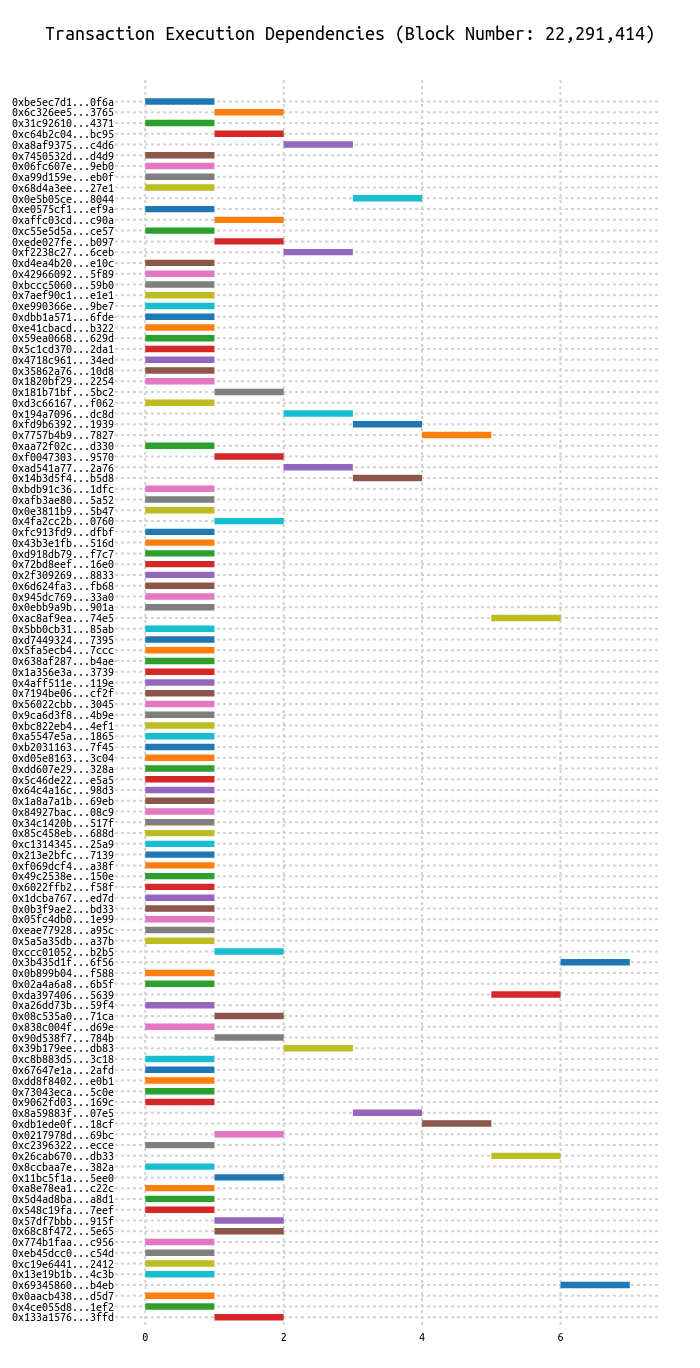 Transaction Execution Dependencies (Block Number: 22,291,414)
0xbe5ec7d1...0f6a
0x6c326ee5...3765
0x31c92610...4371
0xc64b2c04...bc95
0xa8af9375...c4d6
0x7450532d...d4d9
0x06fc607e...9eb0
0xa99d159e...eb0f
0x68d4a3ee...27e1
0x0e5b05ce...8044
0xe0575cf1...ef9a
0xaffc03cd...c90a
0xc55e5d5a...ce57
0xede027fe...b097
0xf2238c27...6ceb
0xd4ea4b20...e10c
0x42966092...5f89
0xbccc5060...59b0
0x7aef90c1...e1e1
0xe990366e...9be7
0xdbb1a571...6fde
0xe41cbacd...b322
0x59ea0668...629d
0x5c1cd370...2da1
0x4718c961...34ed
0x35862a76...10d8
0x1820bf29...2254
0x181b71bf...5bc2
0xd3c66167...f062
0x194a7096...dc8d
0xfd9b6392...1939
0x7757b4b9...7827
0xaa72f02c...d330
0xf0047303...9570
0xad541a77...2a76
0x14b3d5f4...b5d8
0xbdb91c36...1dfc
0xafb3ae80...5a52
0x0e3811b9...5b47
0x4fa2cc2b...0760
0xfc913fd9...dfbf
0x43b3e1fb...516d
0xd918db79...f7c7
0x72bd8eef...16e0
0x2f309269...8833
0x6d624fa3...fb68
0x945dc769...33a0
0x0ebb9a9b...901a
0xac8af9ea...74e5
0x5bb0cb31...85ab
0xd7449324...7395
0x5fa5ecb4...7ccc
0x638af287...b4ae
0x1a356e3a...3739
0x4aff511e...119e
0x7194be06...cf2f
0x56022cbb...3045
0x9ca6d3f8...4b9e
0xbc822eb4...4ef1
0xa5547e5a...1865
0xb2031163...7f45
0xd05e8163...3c04
0xdd607e29...328a
0x5c46de22...e5a5
0x64c4a16c...98d3
0x1a8a7a1b...69eb
0x84927bac...08c9
0x34c1420b...517f
0x85c458eb...688d
0xc1314345...25a9
0x213e2bfc...7139
0xf069dcf4...a38f
0x49c2538e...150e
0x6022ffb2...f58f
0x1dcba767...ed7d
0x0b3f9ae2...bd33
0x05fc4db0...1e99
0xeae77928...a95c
0x5a5a35db...a37b
0xccc01052...b2b5
0x3b435d1f...6f56
0x0b899b04...f588
0x02a4a6a8...6b5f
0xda397406...5639
0xa26dd73b...59f4
0x08c535a0...71ca
0x838c004f...d69e
0x90d538f7...784b
0x39b179ee...db83
0xc8b883d5...3c18
0x67647e1a...2afd
0xdd8f8402...e0b1
0x73043eca...5c0e
0x9062fd03...169c
0x8a59883f...07e5
0xdb1ede0f...18cf
0x0217978d...69bc
0xc2396322...ecce
0x26cab670...db33
0x8ccbaa7e...382a
0x11bc5f1a...5ee0
0xa8e78ea1...c22c
0x5d4ad8ba...a8d1
0x548c19fa...7eef
0x57df7bbb...915f
0x68c8f472...5e65
0x774b1faa...c956
0xeb45dcc0...c54d
0xc19e6441...2412
0x13e19b1b...4c3b
0x69345860...b4eb
0x0aacb438...d5d7
0x4ce055d8...1ef2
0x133a1576...3ffd
0 2 4 6